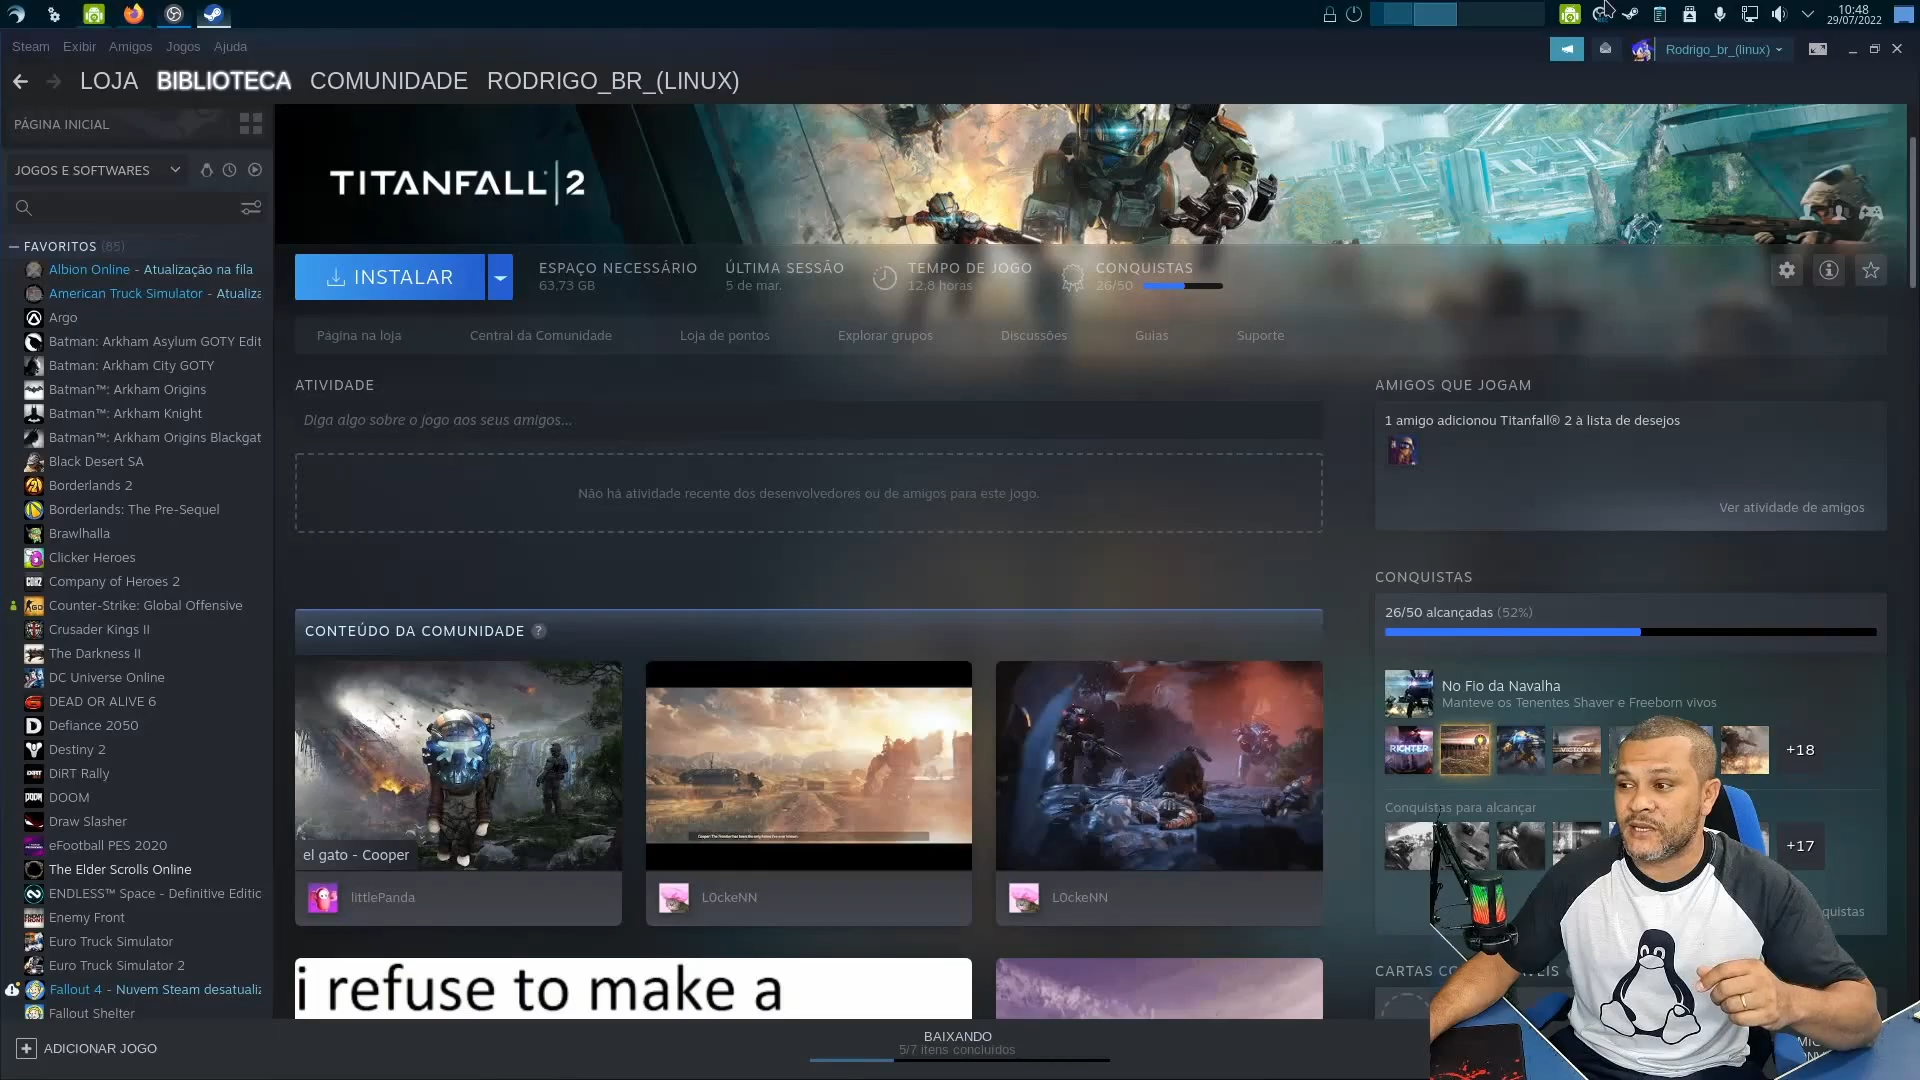 10:48
29/07/2022
Steam Exibir Amigos Jogos Ajuda
Rodrigo_br_(linux)
LOJA BIBLIOTECA COMUNIDADE RODRIGO_BR_(LINUX)
PÁGINA INICIAL
JOGOS E SOFTWARES
FAVORITOS (85)
Albion Online - Atualização na fila
American Truck Simulator - Atualiza
Argo
Batman: Arkham Asylum GOTY Edit
Batman: Arkham City GOTY
Batman™: Arkham Origins
Batman™: Arkham Knight
Batman™: Arkham Origins Blackgat
Black Desert SA
Borderlands 2
Borderlands: The Pre-Sequel
Brawlhalla
Clicker Heroes
Company of Heroes 2
Counter-Strike: Global Offensive
Crusader Kings II
The Darkness II
DC Universe Online
DEAD OR ALIVE 6
Defiance 2050
Destiny 2
DiRT Rally
DOOM
Draw Slasher
eFootball PES 2020
The Elder Scrolls Online
ENDLESS™ Space - Definitive Editic
Enemy Front
Euro Truck Simulator
Euro Truck Simulator 2
Fallout 4 - Nuvem Steam desatualiz
Fallout Shelter
ADICIONAR JOGO
TITANFALL 2
INSTALAR
ESPAÇO NECESSÁRIO
63,73 GB
ÚLTIMA SESSÃO
5 de mar.
TEMPO DE JOGO
12,8 horas
CONQUISTAS
26/50
Página na loja Central da Comunidade Loja de pontos Explorar grupos Discussões Guias Suporte
ATIVIDADE
Diga algo sobre o jogo aos seus amigos...
Não há atividade recente dos desenvolvedores ou de amigos para este jogo.
CONTEÚDO DA COMUNIDADE ?
el gato - Cooper
littlePanda
L0ckeNN
L0ckeNN
i refuse to make a
AMIGOS QUE JOGAM
1 amigo adicionou Titanfall® 2 à lista de desejos
Ver atividade de amigos
CONQUISTAS
26/50 alcançadas (52%)
No Fio da Navalha
Manteve os Tenentes Shaver e Freeborn vivos
RICHTER
VICTORY
+18
Conquistas para alcançar
+17
quistas
CARTAS CO
VEIS
BAIXANDO
5/7 itens concluídos